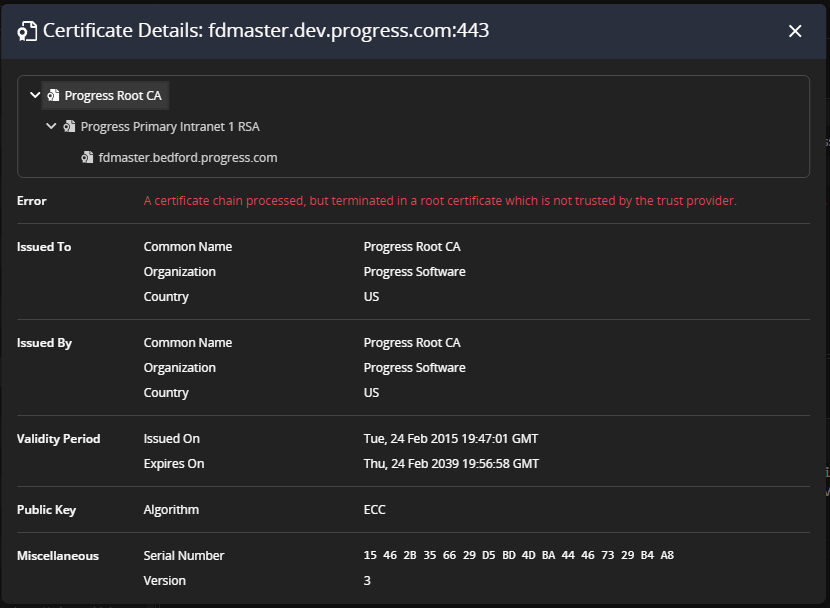 Certificate Details: fdmaster.dev.progress.com:443
Progress Root CA
Progress Primary Intranet 1 RSA
fdmaster.bedford.progress.com
Error A certificate chain processed, but terminated in a root certificate which is not trusted by the trust provider.
Issued To Common Name Progress Root CA
Organization Progress Software
Country US
Issued By Common Name Progress Root CA
Organization Progress Software
Country US
Validity Period Issued On Tue, 24 Feb 2015 19:47:01 GMT
Expires On Thu, 24 Feb 2039 19:56:58 GMT
Public Key Algorithm ECC
Miscellaneous Serial Number 15 46 2B 35 66 29 D5 BD 4D BA 44 46 73 29 B4 A8
Version 3